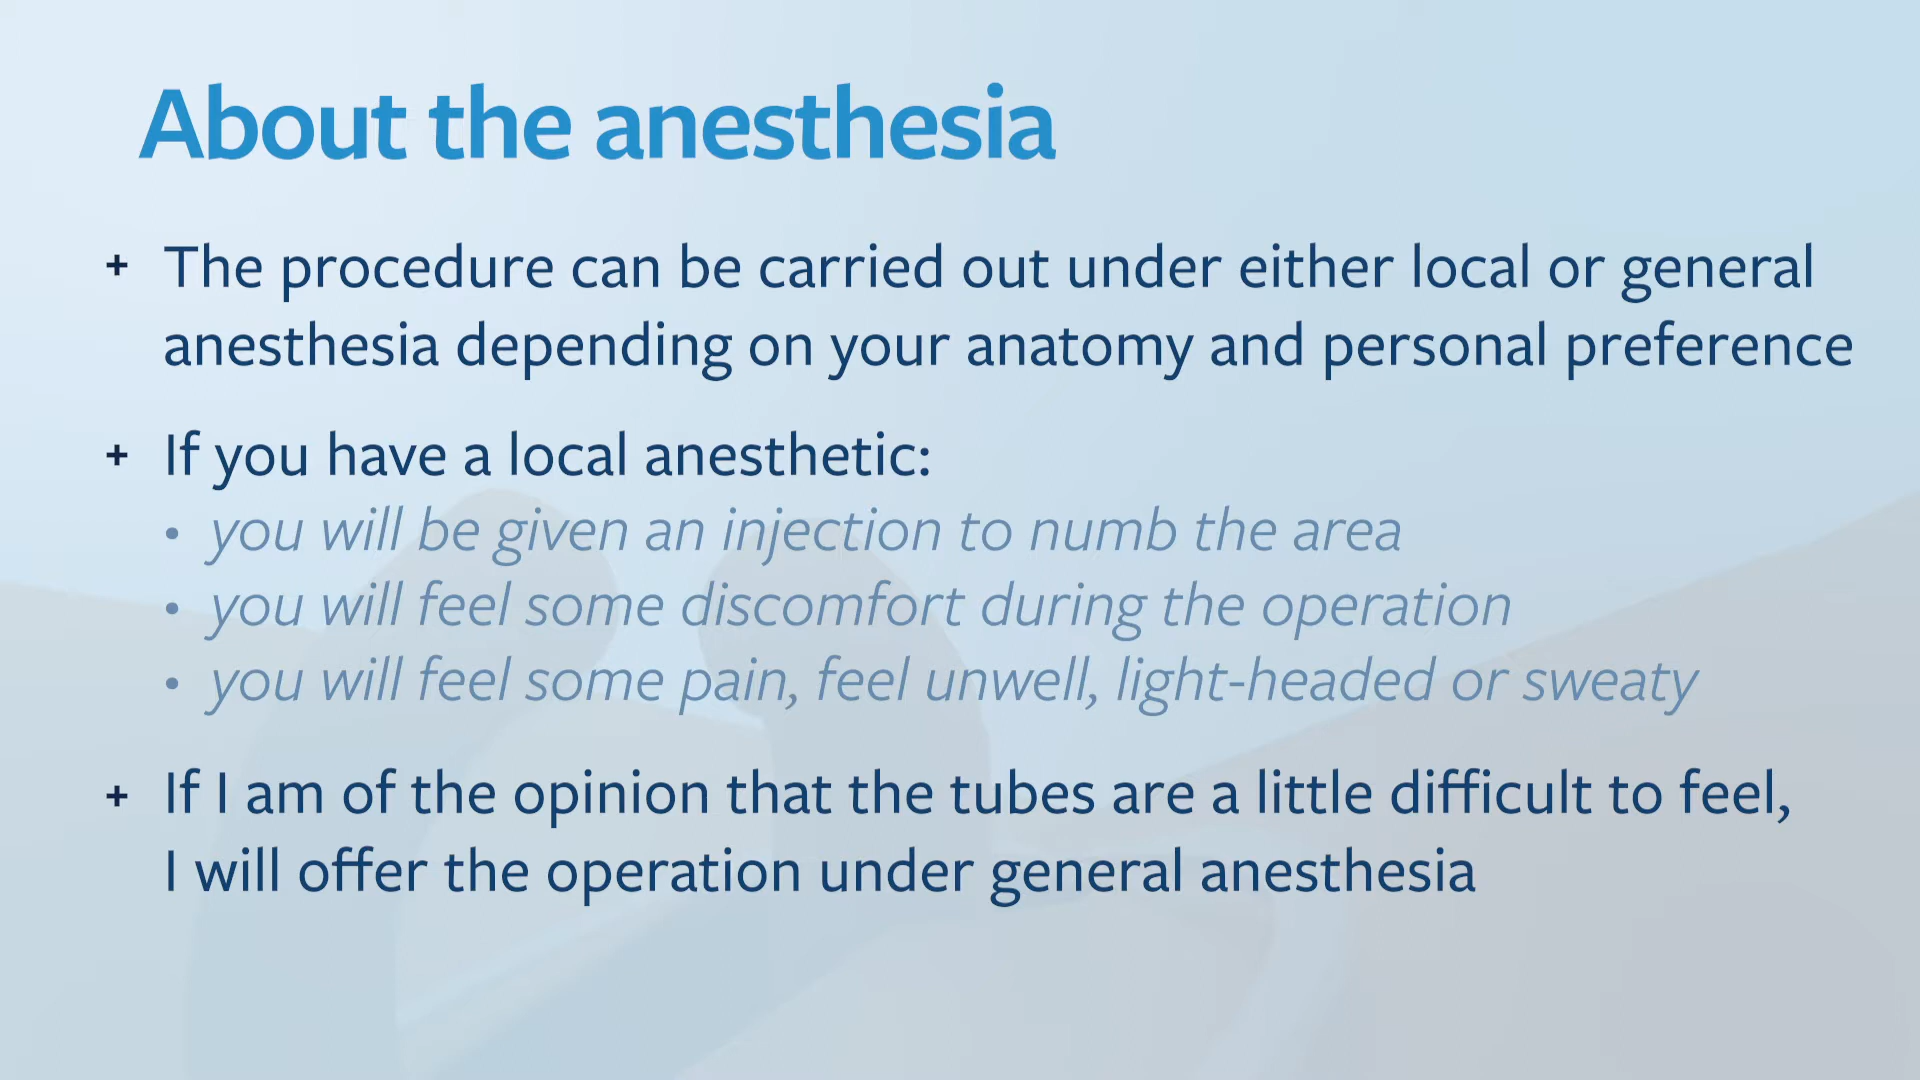 About the anesthesia
+ The procedure can be carried out under either local or general
anesthesia depending on your anatomy and personal preference
+ If you have a local anesthetic:
• you will be given an injection to numb the area
• you will feel some discomfort during the operation
• you will feel some pain, feel unwell, light-headed or sweaty
+ If I am of the opinion that the tubes are a little difficult to feel,
I will offer the operation under general anesthesia